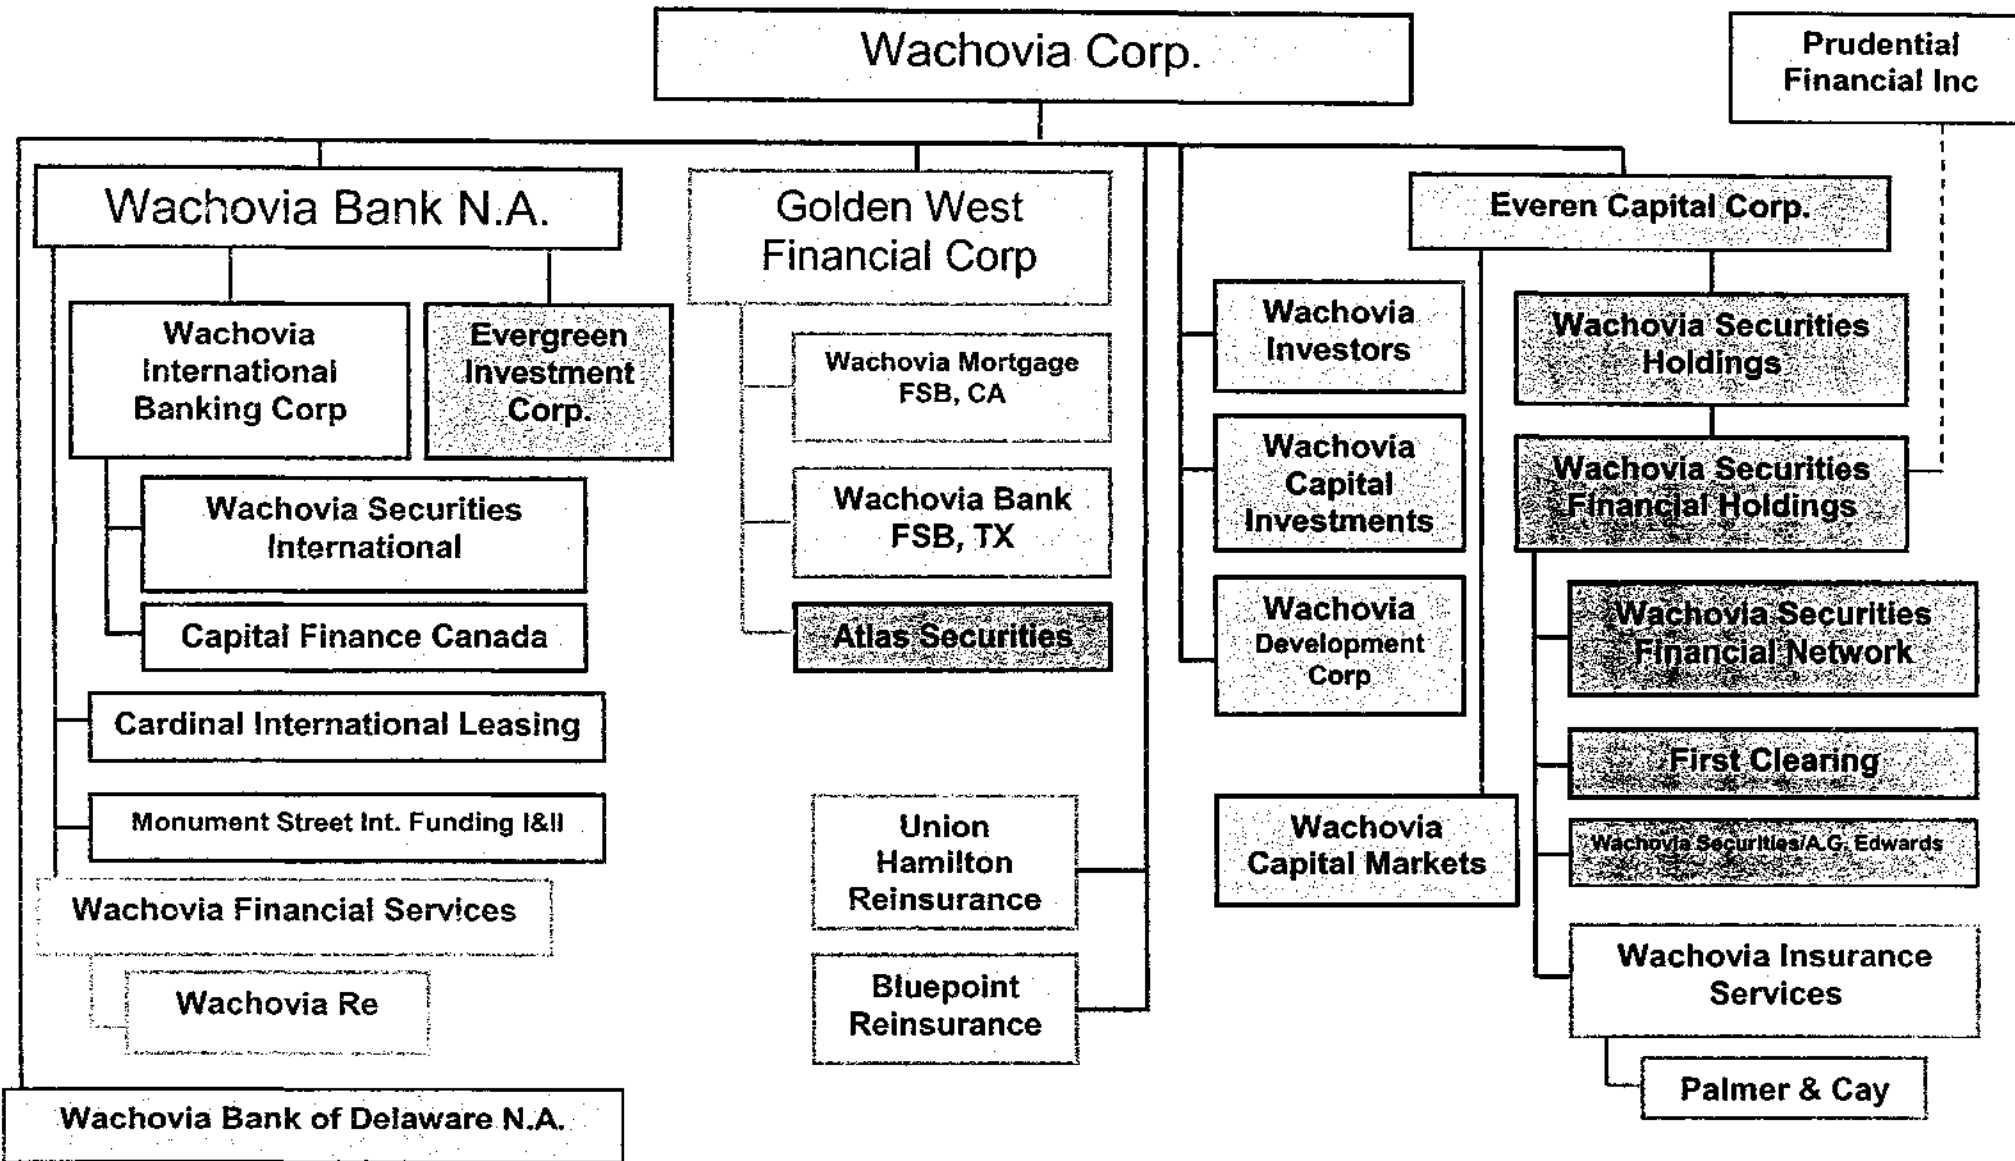 Wachovia Corp.
Prudential
Financial Inc
Wachovia Bank N.A.
Golden West
Financial Corp
Everen Capital Corp.
Wachovia
International
Banking Corp
Evergreen
Investment
Corp.
Wachovia Securities
International
Capital Finance Canada
Cardinal International Leasing
Monument Street Int. Funding I&II
Wachovia Financial Services
Wachovia Re
Wachovia Bank of Delaware N.A.
Wachovia Mortgage
FSB, CA
Wachovia Bank
FSB, TX
Atlas Securities
Union
Hamilton
Reinsurance
Bluepoint
Reinsurance
Wachovia
Investors
Wachovia
Capital
Investments
Wachovia
Development
Corp
Wachovia
Capital Markets
Wachovia Securities
Holdings
Wachovia Securities
Financial Holdings
Wachovia Securities
Financial Network
First Clearing
Wachovia Securities/A.G. Edwards
Wachovia Insurance
Services
Palmer & Cay